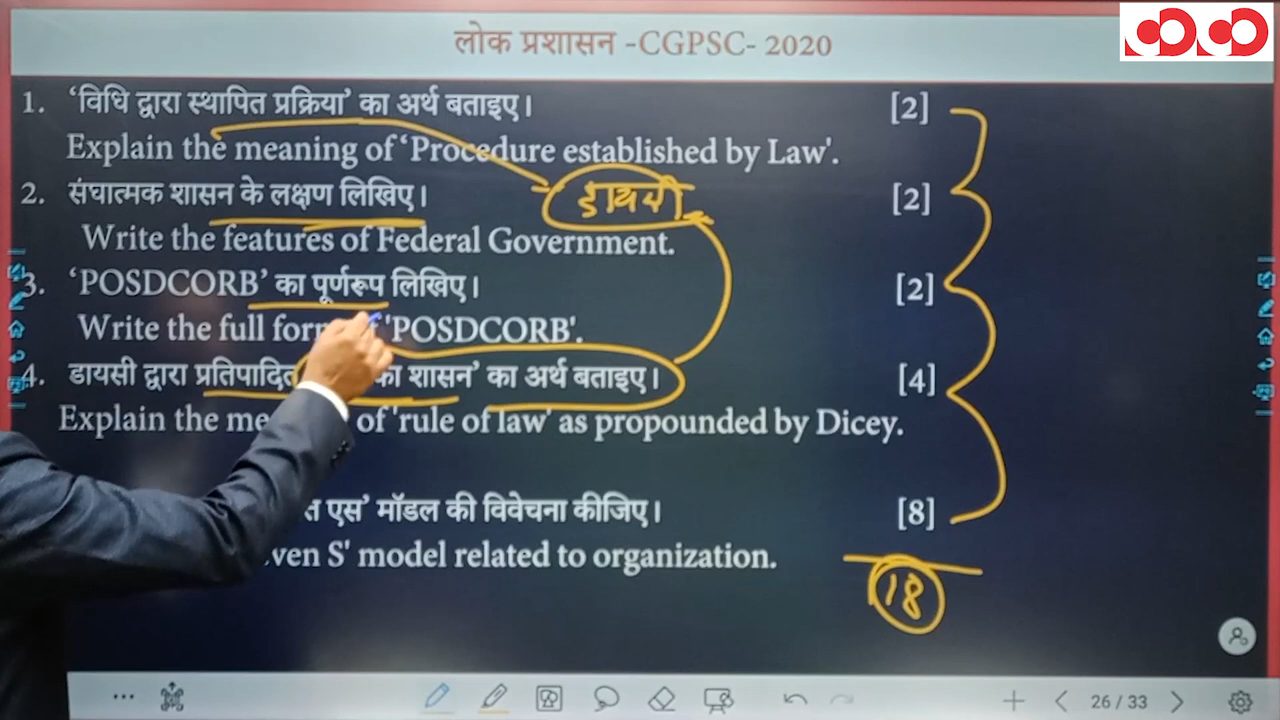 लोक प्रशासन -CGPSC- 2020
1. ‘विधि द्वारा स्थापित प्रक्रिया’ का अर्थ बताइए। [2]
Explain the meaning of ‘Procedure established by Law'.
2. संघात्मक शासन के लक्षण लिखिए। [2]
डायसी
Write the features of Federal Government.
3. ‘POSDCORB’ का पूर्णरूप लिखिए। [2]
Write the full 'POSDCORB'.
4. डायसी द्वारा प्रतिपादित का शासन’ का अर्थ बताइए। [4]
Explain the of 'rule of law' as propounded by Dicey.
एस’ मॉडल की विवेचना कीजिए। [8]
S' model related to organization.
18
26 / 33